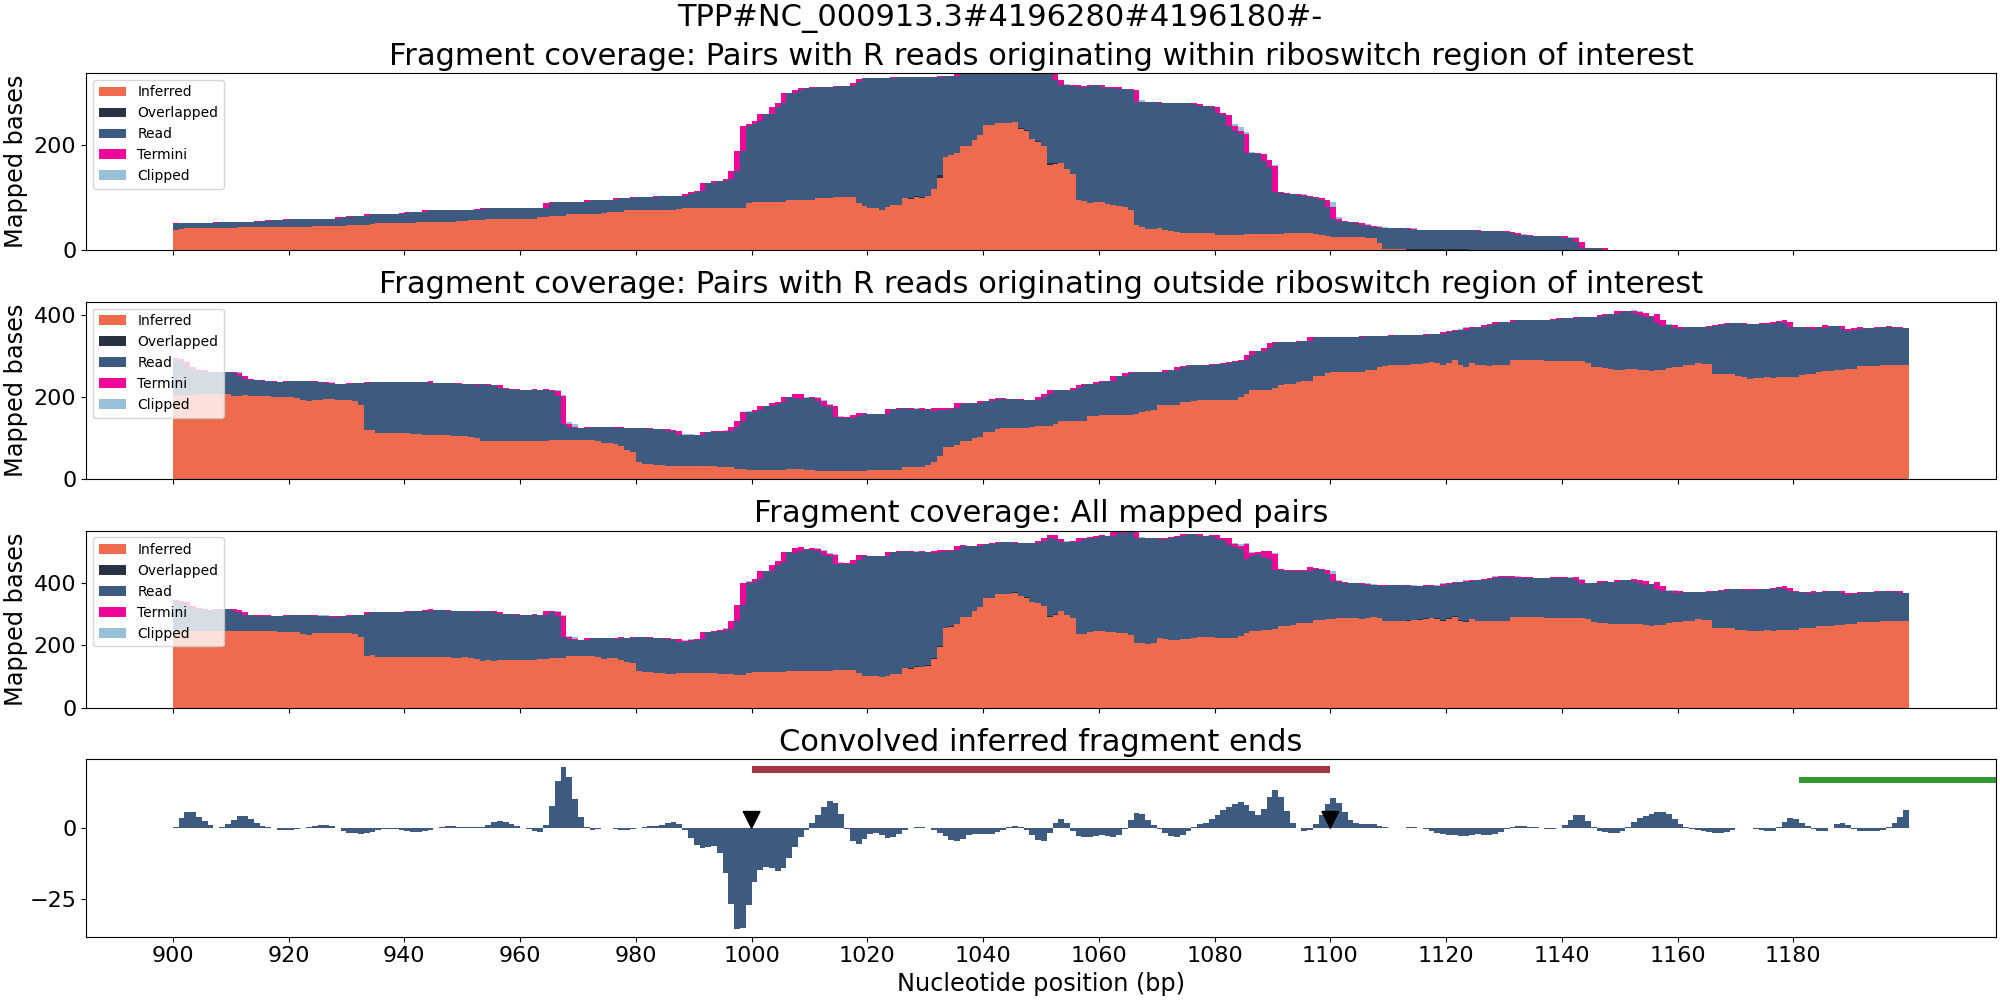 TPP#NC_000913.3#4196280#4196180#-
Fragment coverage: Pairs with R reads originating within riboswitch region of interest
Mapped bases
200
0
Inferred
Overlapped
Read
Termini
Clipped
Fragment coverage: Pairs with R reads originating outside riboswitch region of interest
Mapped bases
400
200
0
Inferred
Overlapped
Read
Termini
Clipped
Fragment coverage: All mapped pairs
Mapped bases
400
200
0
Inferred
Overlapped
Read
Termini
Clipped
Convolved inferred fragment ends
0
−25
900 920 940 960 980 1000 1020 1040 1060 1080 1100 1120 1140 1160 1180
Nucleotide position (bp)